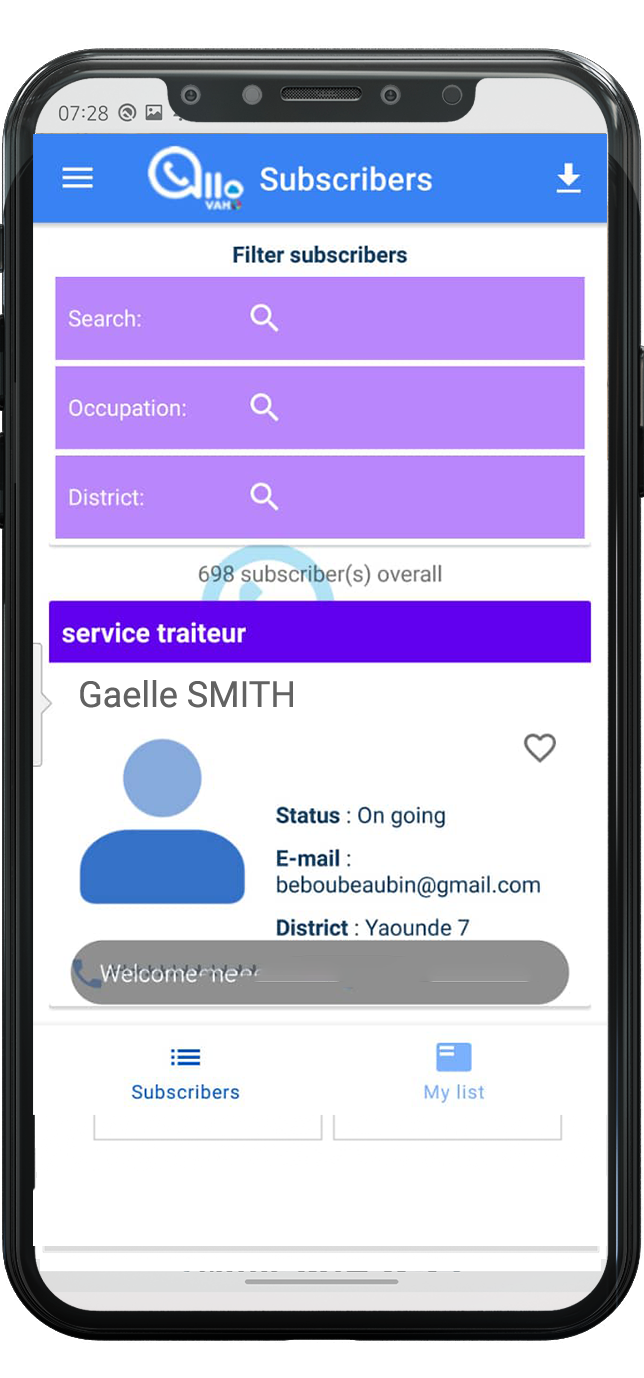 07:28
allo
VAH
Subscribers
Filter subscribers
Search:
Occupation:
District:
698 subscriber(s) overall
service traiteur
Gaelle SMITH
Status : On going
E-mail :
beboubeaubin@gmail.com
District : Yaounde 7
Welcome
Subscribers
My list